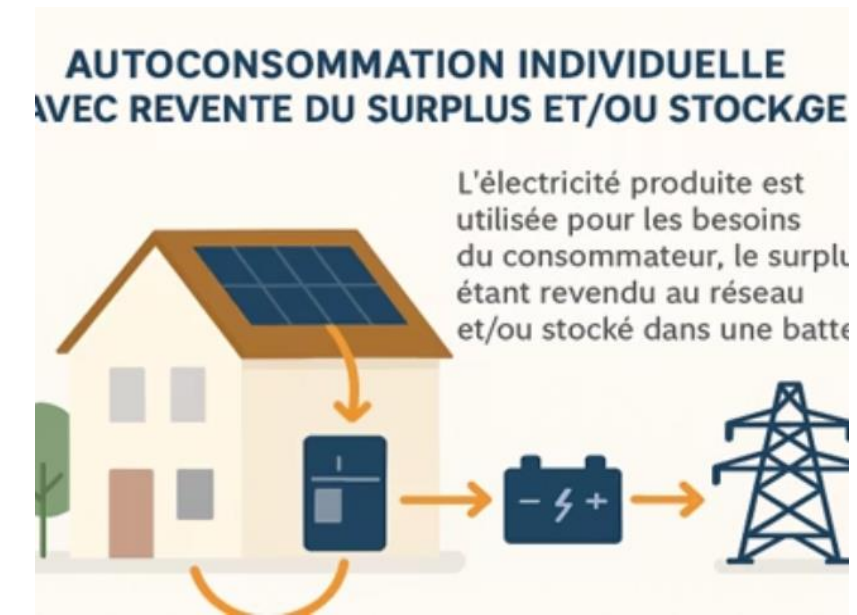 AUTOCONSOMMATION INDIVIDUELLE
AVEC REVENTE DU SURPLUS ET/OU STOCKGE
L'électricité produite est
utilisée pour les besoins
du consommateur, le surplu
étant revendu au réseau
et/ou stocké dans une batte
- +